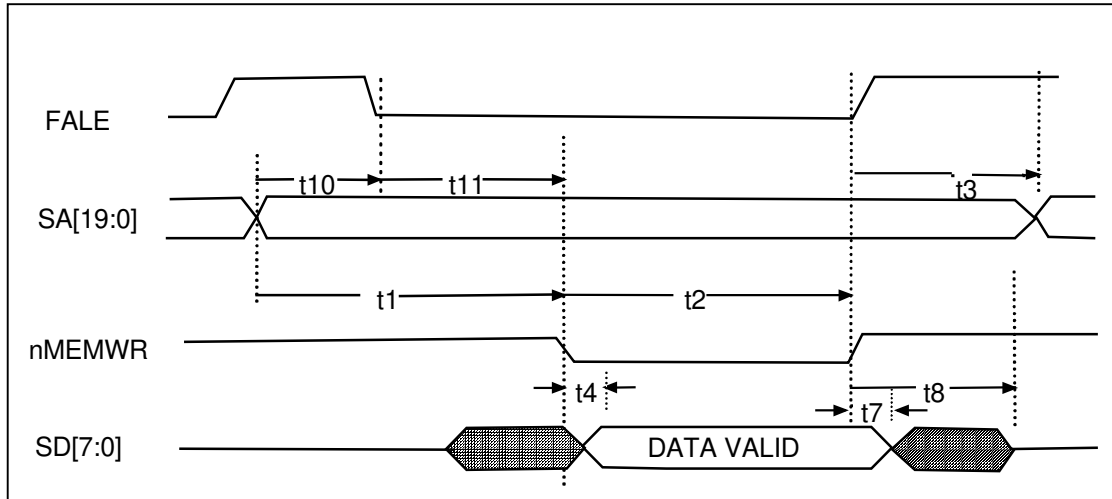 FALE
t10
t11
t3
SA[19:0]
t1
t2
nMEMWR
t4
t8
t7
SD[7:0]
DATA VALID